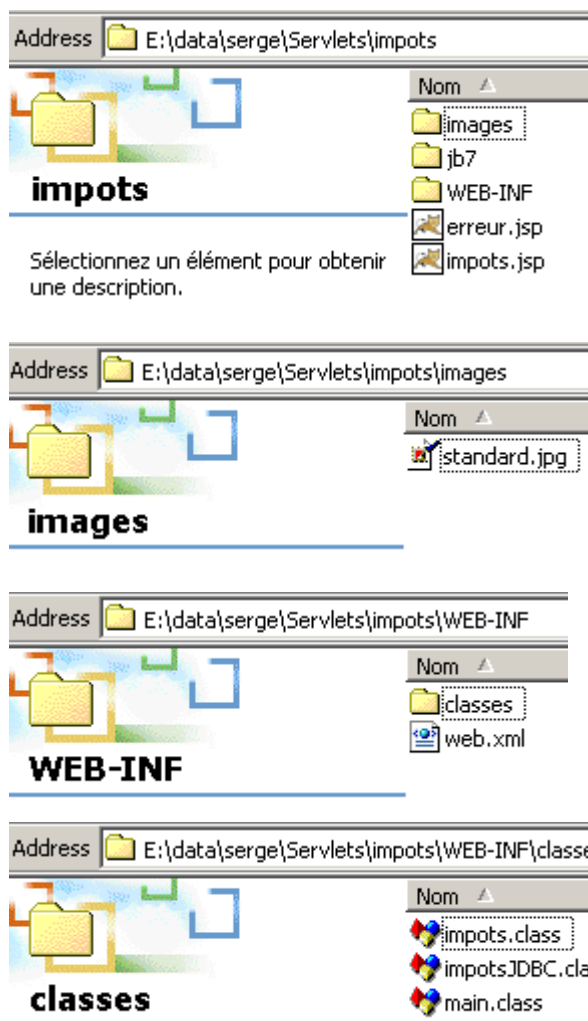 Address E:\data\serge\Servlets\impots
Nom
images
jb7
impots
WEB-INF
erreur.jsp
Sélectionnez un élément pour obtenir
impots.jsp
une description.
Address E:\data\serge\Servlets\impots\images
Nom
standard.jpg
images
Address E:\data\serge\Servlets\impots\WEB-INF
Nom
classes
web.xml
WEB-INF
Address E:\data\serge\Servlets\impots\WEB-INF\classe
Nom
impots.class
impotsJDBC.cla
classes
main.class